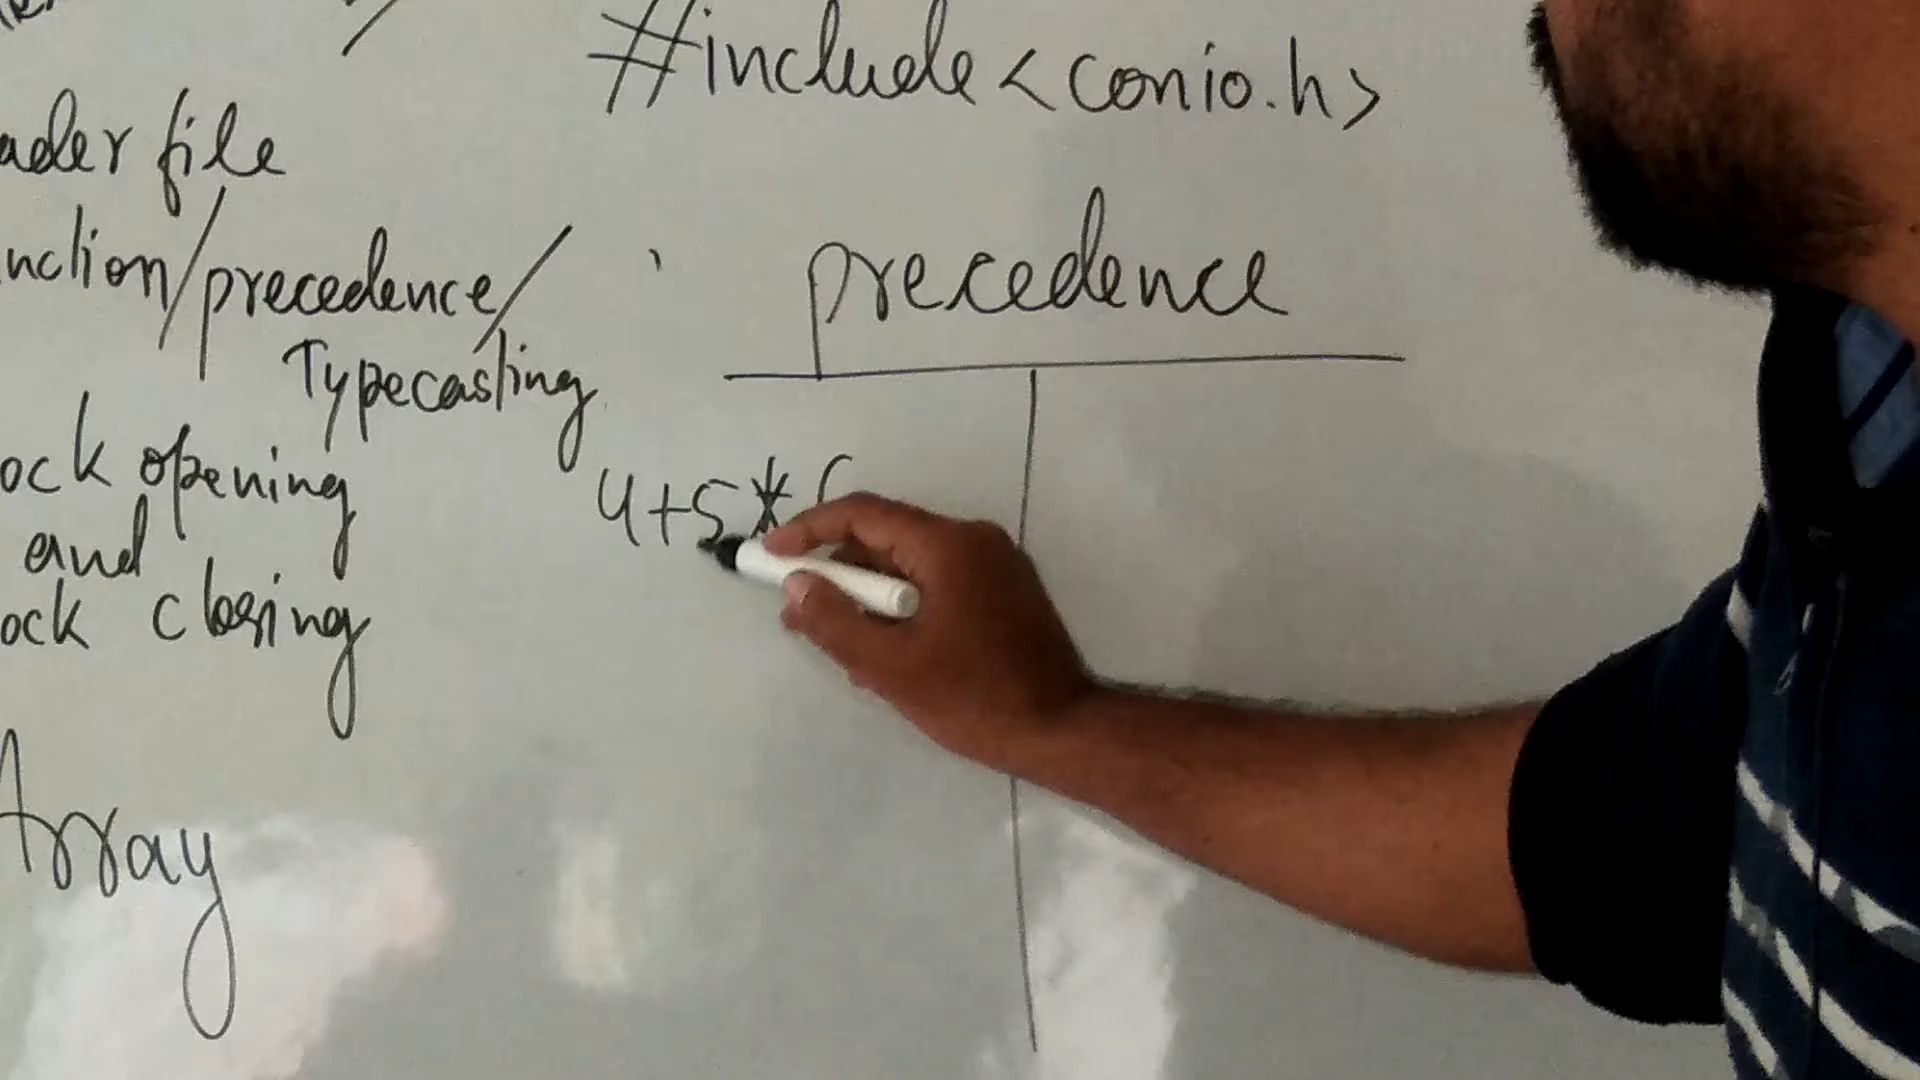 #include<conio.h>
ader file
nction/precedence/
Typecasting
ock opening
and
ock closing
Array
precedence
4+5*